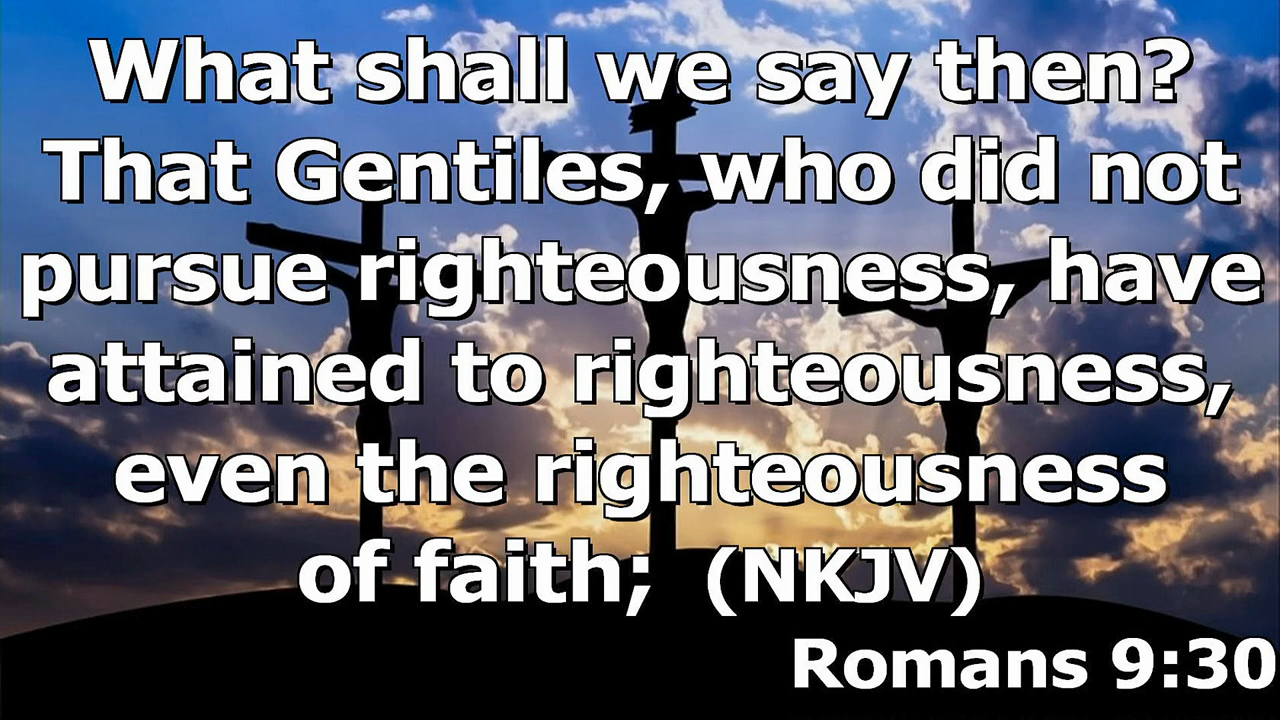 What shall we say then?
That Gentiles, who did not
pursue righteousness, have
attained to righteousness,
even the righteousness
of faith; (NKJV)
Romans 9:30